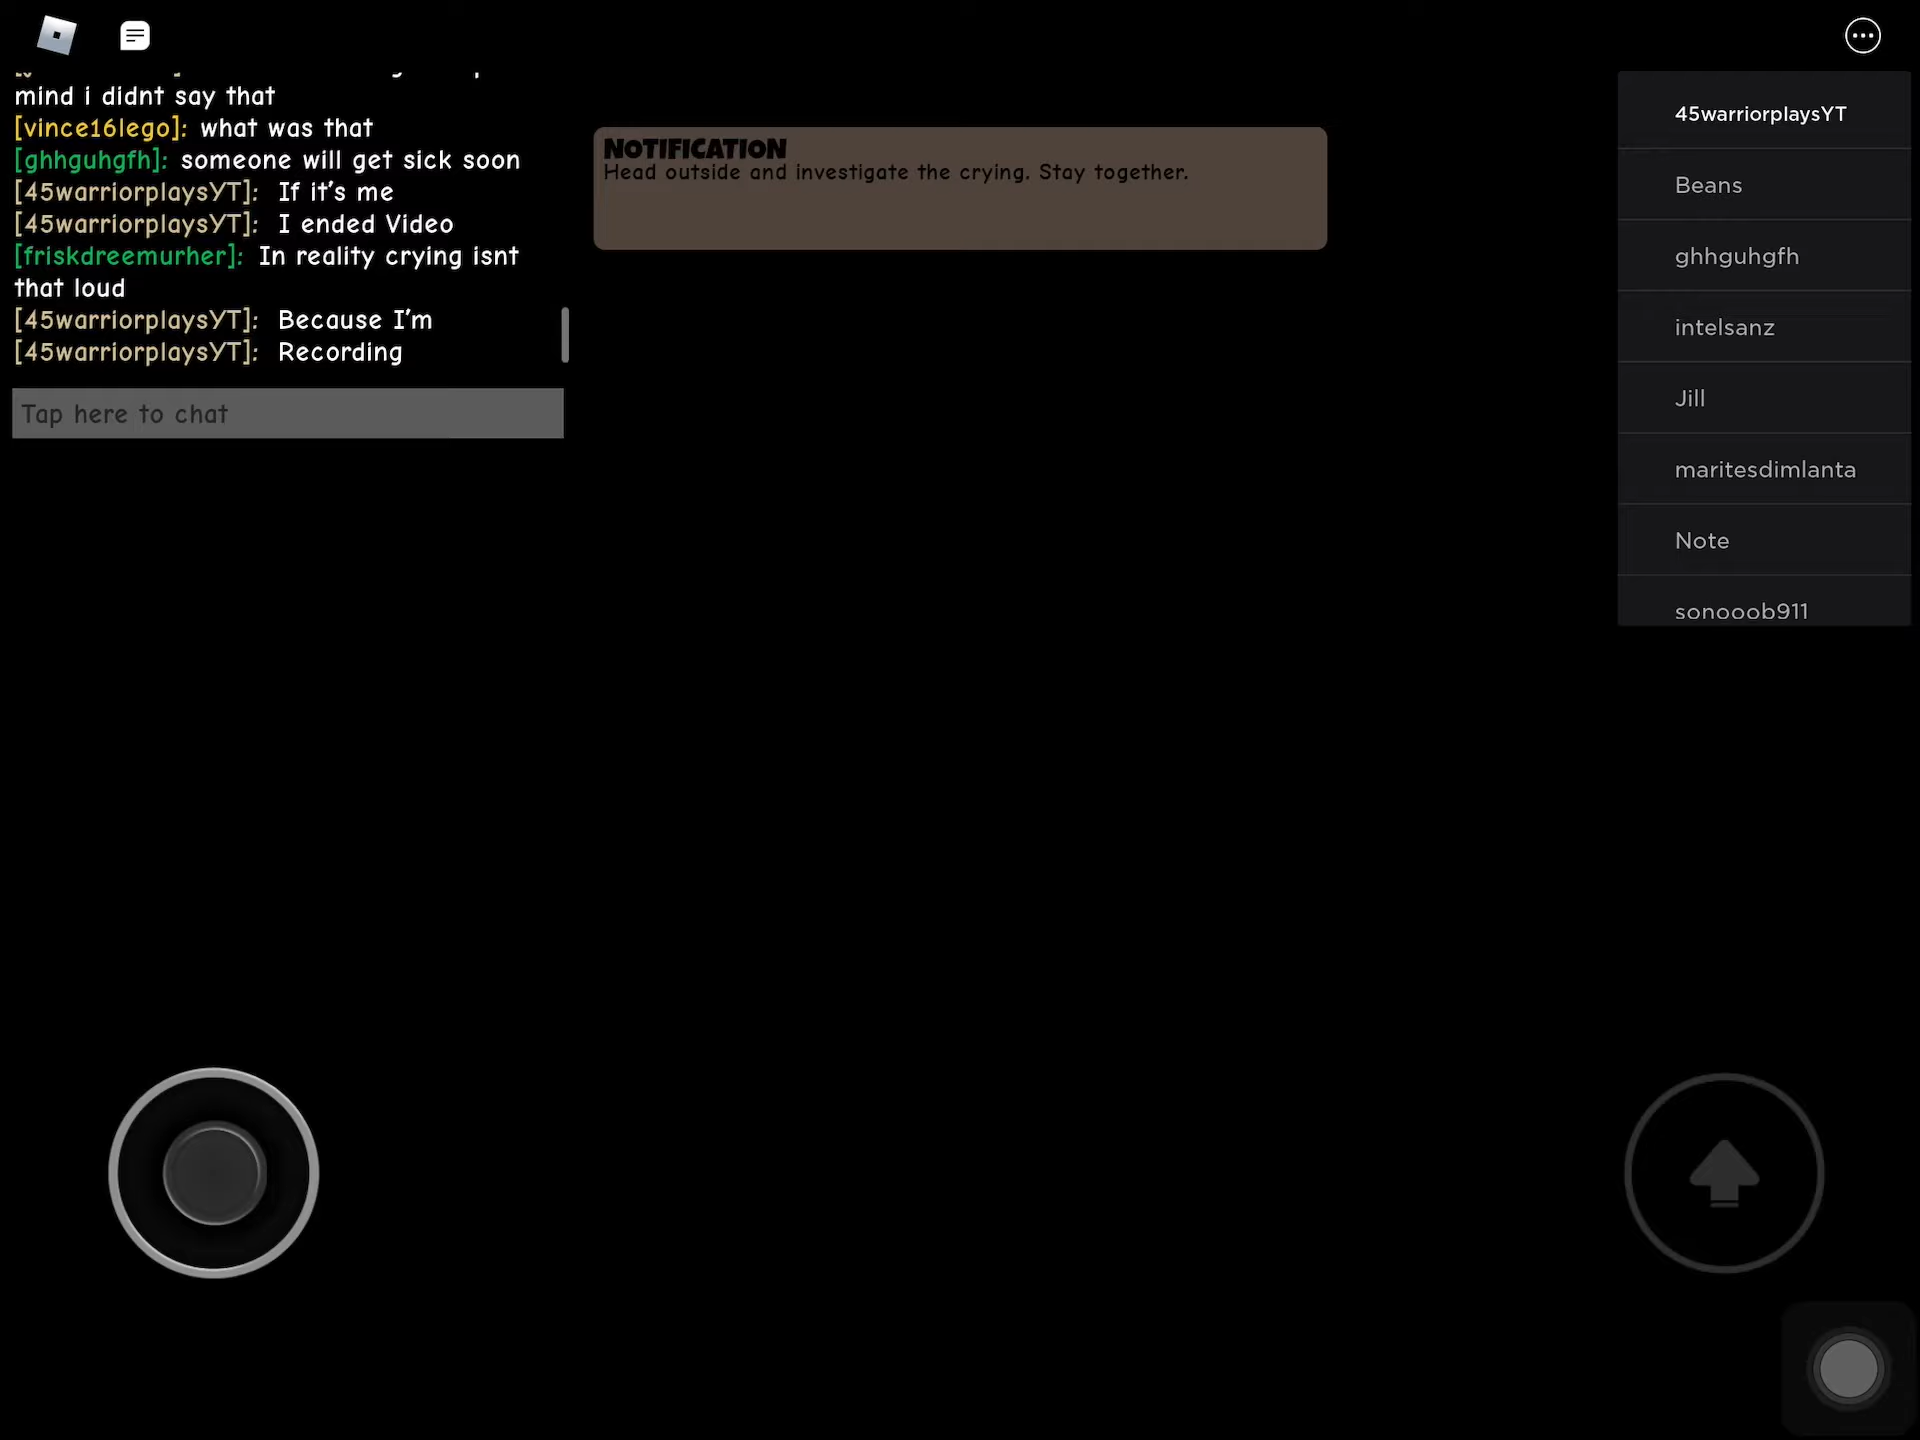 mind i didnt say that
[vince16lego]: what was that
[ghhguhgfh]: someone will get sick soon
[45warriorplaysYT]: If it's me
[45warriorplaysYT]: I ended Video
[friskdreemurher]: In reality crying isnt
that loud
[45warriorplaysYT]: Because I'm
[45warriorplaysYT]: Recording
Tap here to chat
NOTIFICATION
Head outside and investigate the crying. Stay together.
45warriorplaysYT
Beans
ghhguhgfh
intelsanz
Jill
maritesdimlanta
Note
sonooob911